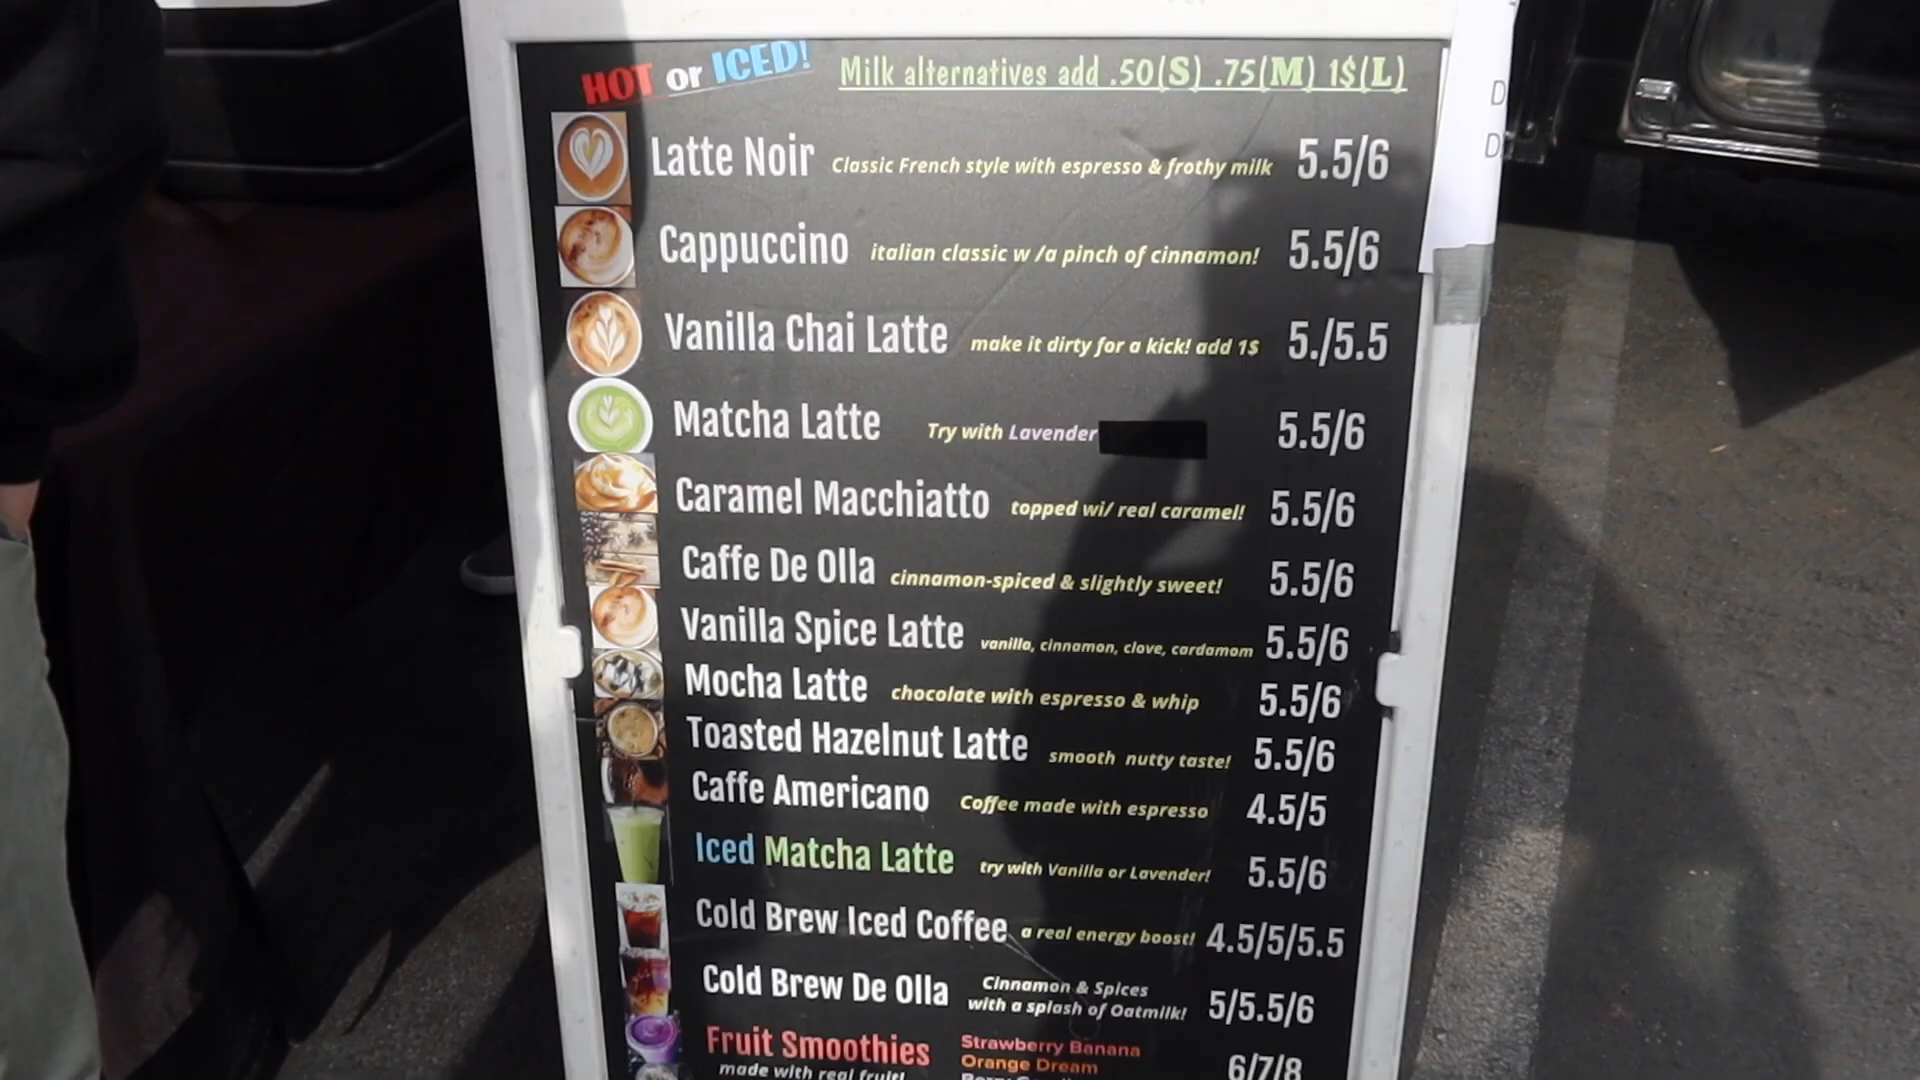 HOT or ICED! Milk alternatives add .50(S) .75(M) 1$(L)
Latte Noir Classic French style with espresso & frothy milk 5.5/6
Cappuccino italian classic w /a pinch of cinnamon! 5.5/6
Vanilla Chai Latte make it dirty for a kick! add 1$ 5./5.5
Matcha Latte Try with Lavender 5.5/6
Caramel Macchiatto topped wi/ real caramel! 5.5/6
Caffe De Olla cinnamon-spiced & slightly sweet! 5.5/6
Vanilla Spice Latte vanilla, cinnamon, clove, cardamom 5.5/6
Mocha Latte chocolate with espresso & whip 5.5/6
Toasted Hazelnut Latte smooth nutty taste! 5.5/6
Caffe Americano Coffee made with espresso 4.5/5
Iced Matcha Latte try with Vanilla or Lavender! 5.5/6
Cold Brew Iced Coffee a real energy boost! 4.5/5/5.5
Cold Brew De Olla Cinnamon & Spices
with a splash of Oatmilk! 5/5.5/6
Fruit Smoothies Strawberry Banana
Orange Dream 6/7/8
made with real fruit!